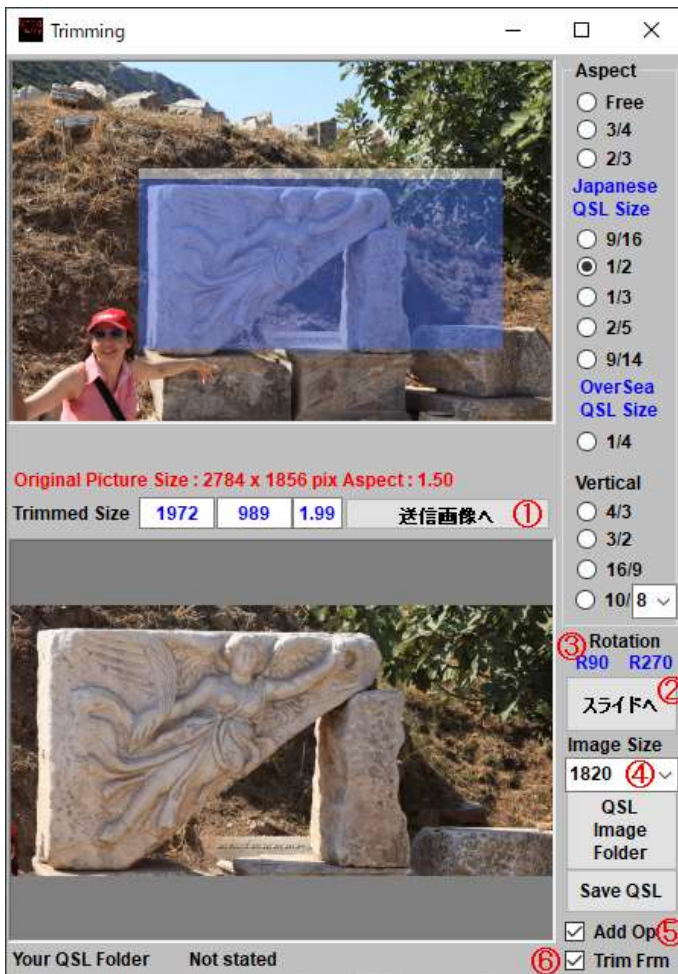 Trimming
Aspect
Free
3/4
2/3
Japanese
QSL Size
9/16
1/2
1/3
2/5
9/14
OverSea
QSL Size
1/4
Vertical
4/3
3/2
16/9
10/ 8
Original Picture Size : 2784 x 1856 pix Aspect : 1.50
Trimmed Size 1972 989 1.99 送信画像へ ①
③ Rotation
R90 R270
スライドへ ②
Image Size
1820 ④
QSL
Image
Folder
Save QSL
Add Op ⑤
⑥ Trim Frm
Your QSL Folder Not stated